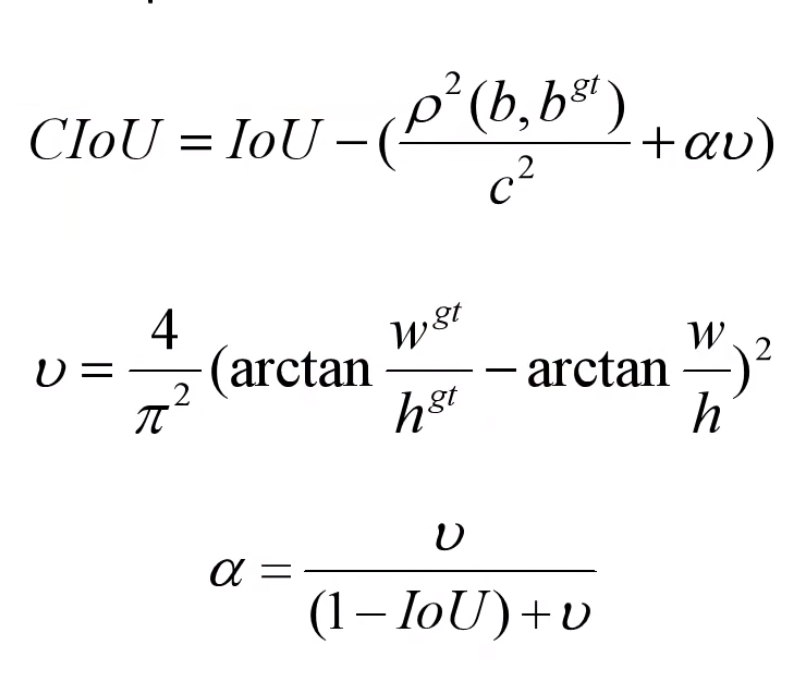 CIoU = IoU − (ρ²(b, b^{gt}) / c² + αυ)
υ = 4 / π² (arctan w^{gt} / h^{gt} − arctan w / h)²
α = υ / ((1 − IoU) + υ)